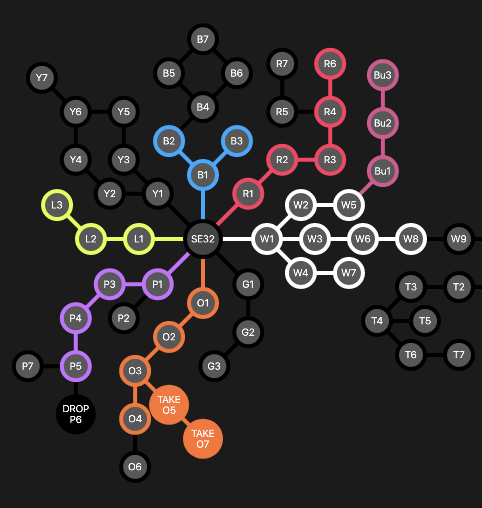 B7
Y7
B5
B6
R7
R6
Bu3
Y6
Y5
B4
R5
R4
Bu2
B2
B3
Y4
Y3
R2
R3
B1
Bu1
Y2
Y1
R1
L3
W2
W5
L2
L1
SE32
W1
W3
W6
W8
W9
W4
W7
P3
P1
G1
T3
T2
O1
P4
P2
T4
T5
G2
O2
T6
T7
P7
P5
O3
G3
TAKE
O5
DROP
P6
O4
TAKE
O7
O6